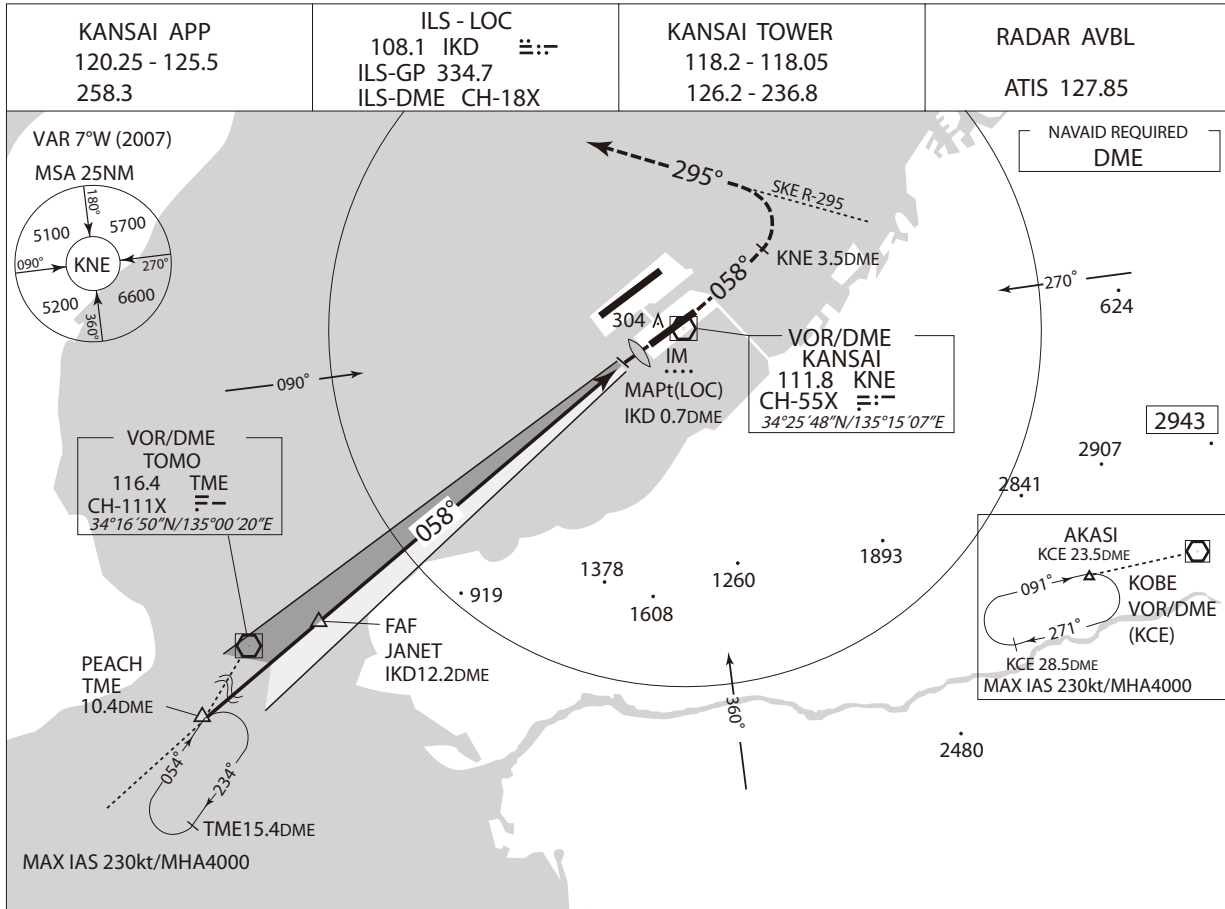 KANSAI APP
120.25 - 125.5
258.3
ILS - LOC
108.1 IKD
ILS-GP 334.7
ILS-DME CH-18X
KANSAI TOWER
118.2 - 118.05
126.2 - 236.8
RADAR AVBL
ATIS 127.85
VAR 7°W (2007)
MSA 25NM
180°
5100
5700
090°
KNE
270°
5200
6600
360°
NAVAID REQUIRED
DME
295°
SKE R-295
KNE 3.5DME
058°
270°
624
304
IM
MAPt(LOC)
IKD 0.7DME
VOR/DME
KANSAI
111.8 KNE
CH-55X
34°25´48”N/135°15´07”E
090°
VOR/DME
TOMO
116.4 TME
CH-111X
34°16´50”N/135°00´20”E
058°
2943
2907
2841
1893
1378
1260
919
1608
FAF
JANET
IKD12.2DME
PEACH
TME
10.4DME
054°
234°
TME15.4DME
MAX IAS 230kt/MHA4000
360°
2480
AKASI
KCE 23.5DME
091°
271°
KOBE
VOR/DME
(KCE)
KCE 28.5DME
MAX IAS 230kt/MHA4000